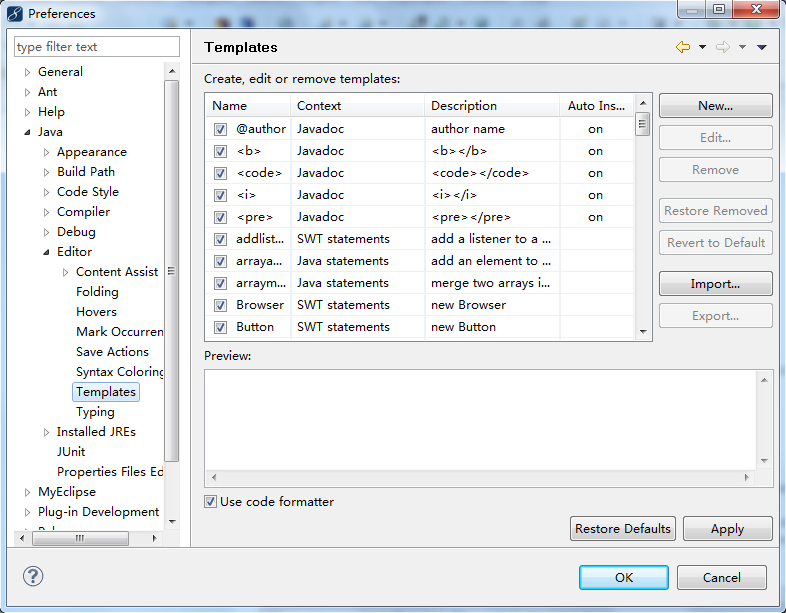 Preferences
type filter text
General
Ant
Help
Java
Appearance
Build Path
Code Style
Compiler
Debug
Editor
Content Assist
Folding
Hovers
Mark Occurren
Save Actions
Syntax Coloring
Templates
Typing
Installed JREs
JUnit
Properties Files Ed
MyEclipse
Plug-in Development
Templates
Create, edit or remove templates:
Name Context Description Auto Ins...
@author Javadoc author name on
<b> Javadoc <b></b> on
<code> Javadoc <code></code> on
<i> Javadoc <i></i> on
<pre> Javadoc <pre></pre> on
addlist... SWT statements add a listener to a ...
arraya... Java statements add an element to ...
arraym... Java statements merge two arrays i...
Browser SWT statements new Browser
Button SWT statements new Button
New...
Edit...
Remove
Restore Removed
Revert to Default
Import...
Export...
Preview:
Use code formatter
Restore Defaults Apply
? OK Cancel